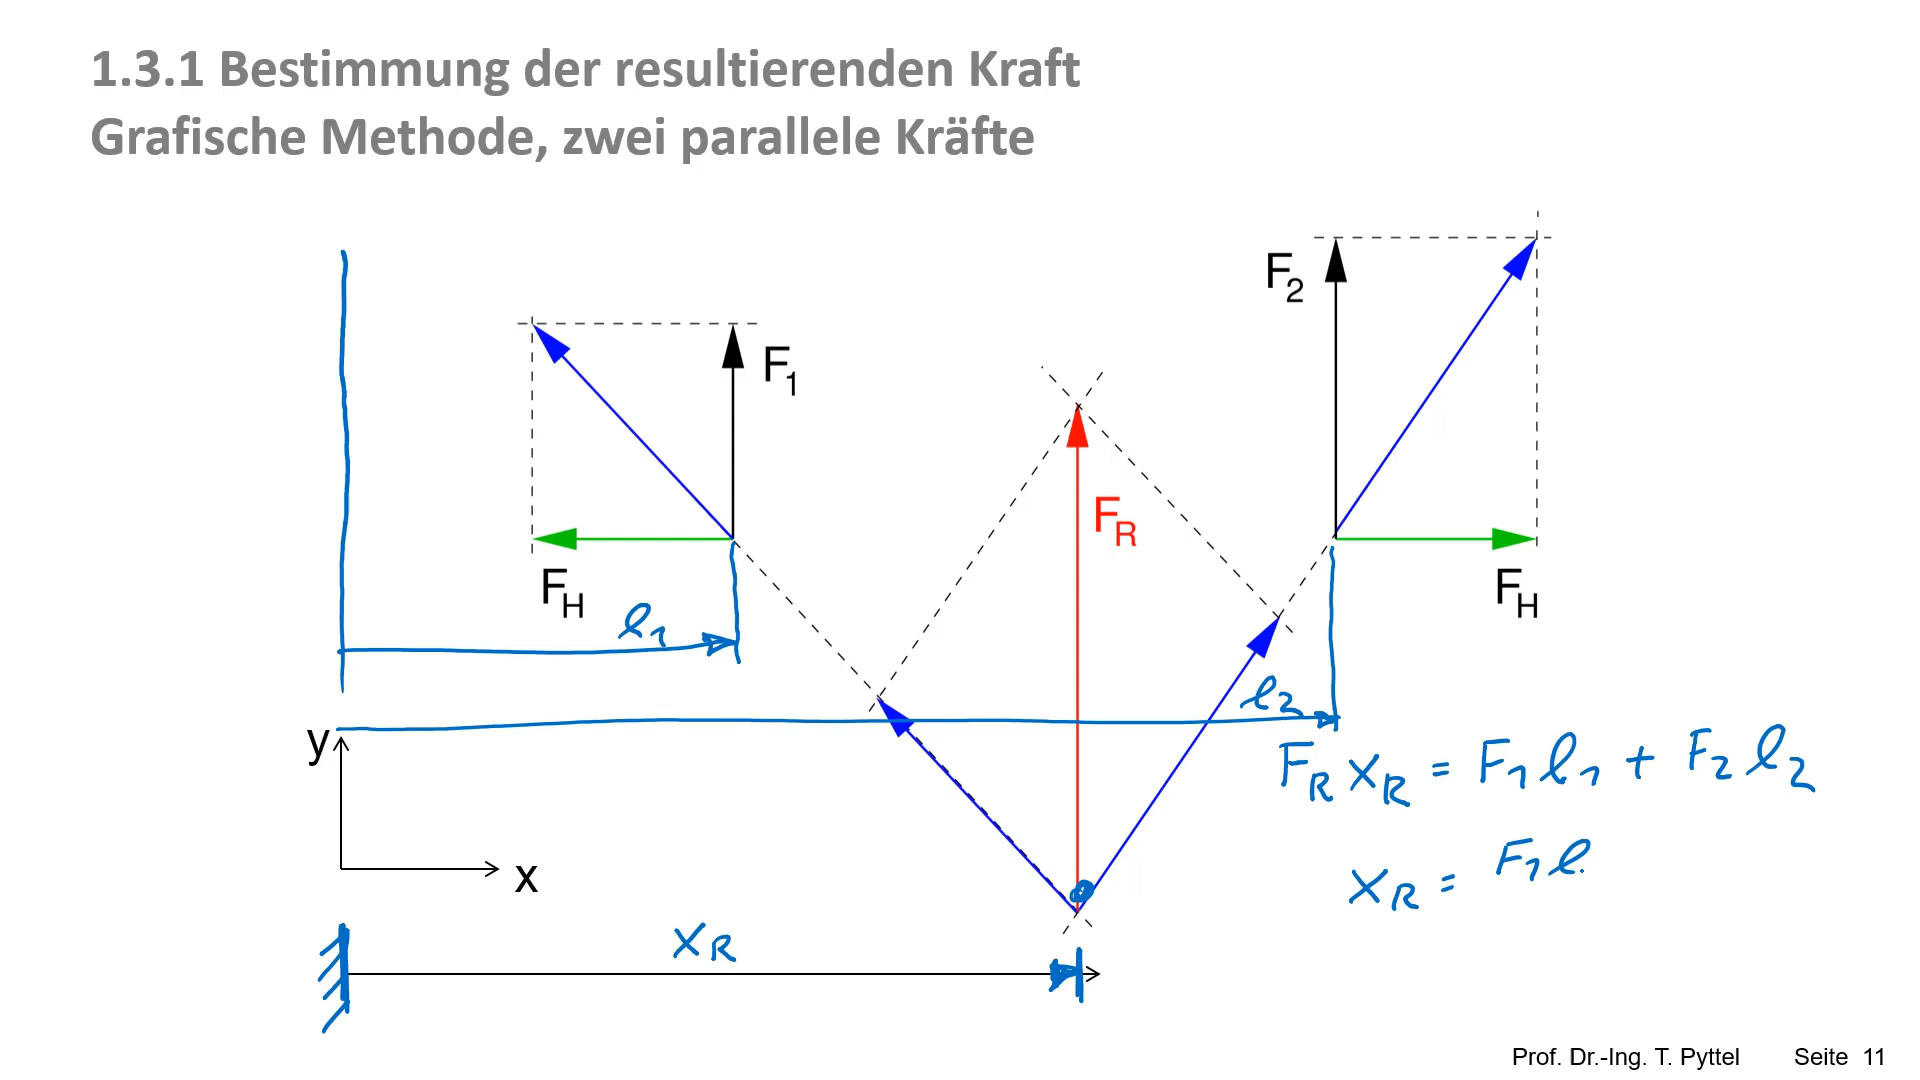 1.3.1 Bestimmung der resultierenden Kraft
Grafische Methode, zwei parallele Kräfte
F2
F1
FR
FH
FH
l1
l2
y
FR xR = F1 l1 + F2 l2
x
xR = F1 l
xR
Prof. Dr.-Ing. T. Pyttel Seite 11